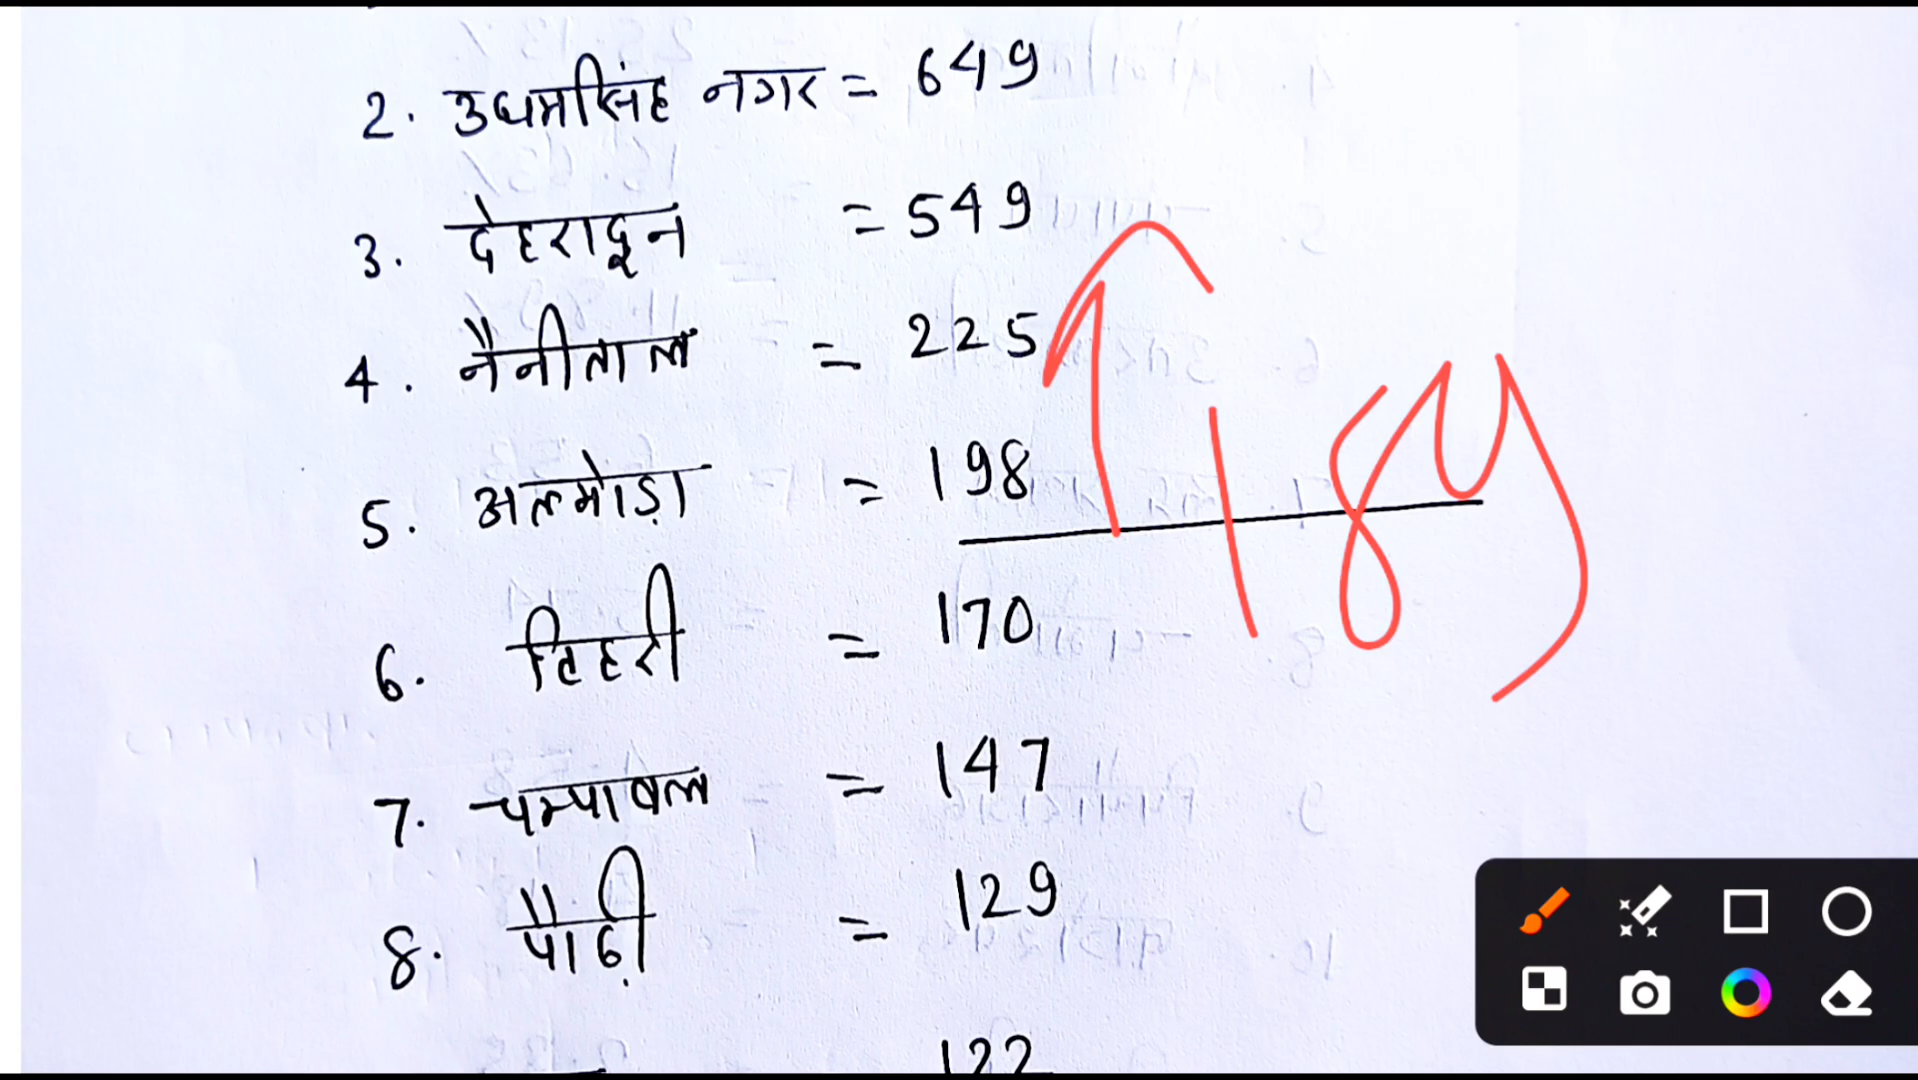 2. उधमसिंह नगर = 649
3. देहरादून = 549
4. नैनीताल = 225
5. अल्मोड़ा = 198
189
6. टिहरी = 170
7. चम्पावत = 147
8. पौढ़ी = 129
122